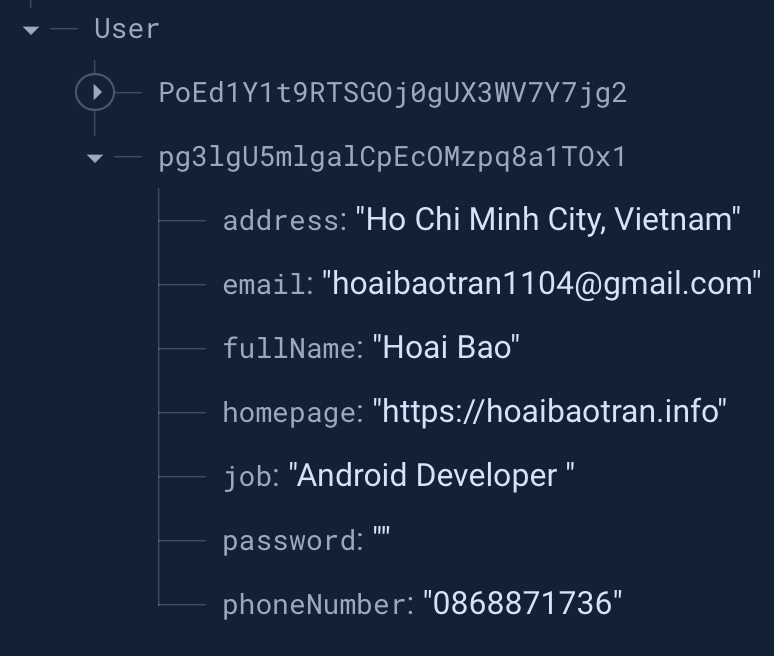 User
PoEd1Y1t9RTSGOj0gUX3WV7Y7jg2
pg3lgU5mlgalCpEcOMzpq8a1TOx1
address: "Ho Chi Minh City, Vietnam"
email: "hoaibaotran1104@gmail.com"
fullName: "Hoai Bao"
homepage: "https://hoaibaotran.info"
job: "Android Developer "
password: ""
phoneNumber: "0868871736"